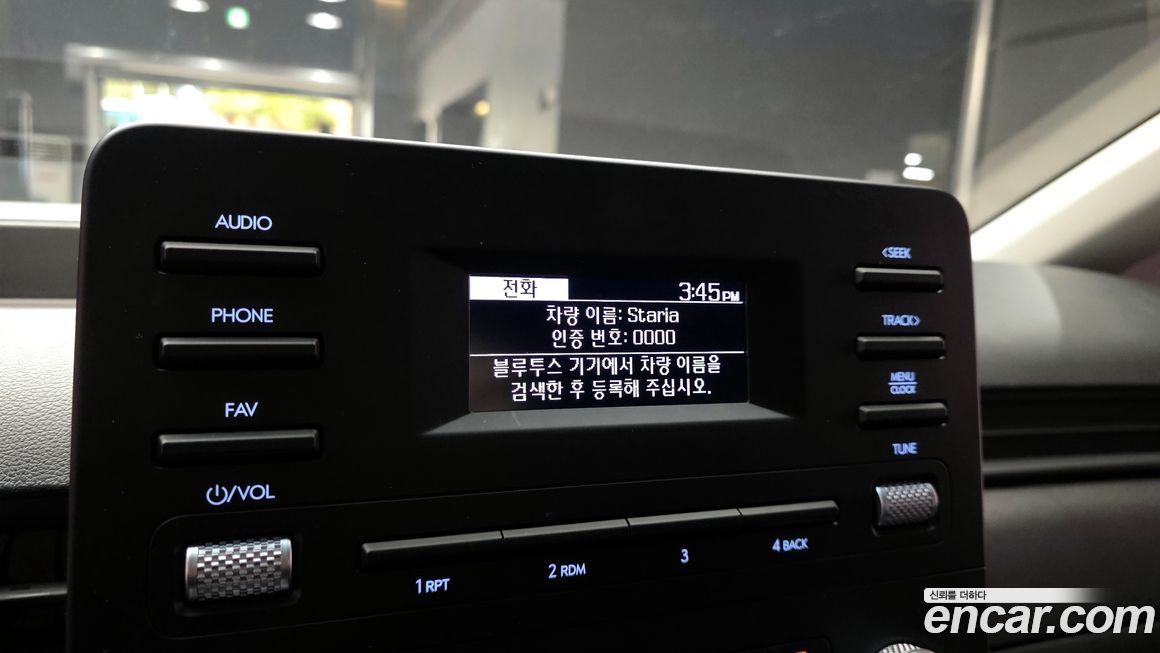 AUDIO
PHONE
FAV
/VOL
전화 3:45PM
차량 이름: Staria
인증 번호: 0000
블루투스 기기에서 차량 이름을
검색한 후 등록해 주십시오.
<SEEK
TRACK>
MENU
CLOCK
TUNE
1 RPT
2 RDM
3
4 BACK
신뢰를 더하다
encar.com